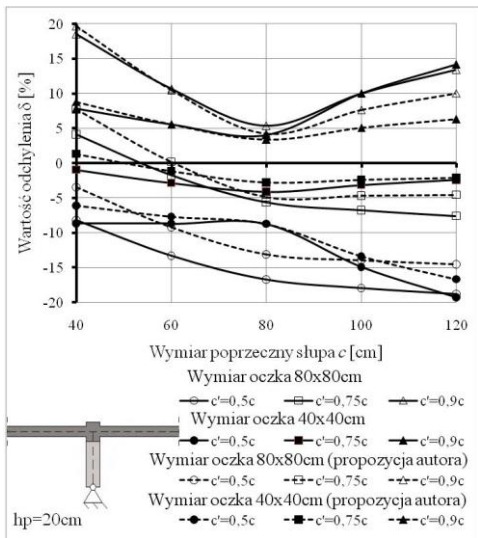 Wartość odchylenia δ [%]
20
15
10
5
0
-5
-10
-15
-20
40 60 80 100 120
Wymiar poprzeczny słupa c [cm]
Wymiar oczka 80x80cm
c'=0,5c c'=0,75c c'=0,9c
Wymiar oczka 40x40cm
c'=0,5c c'=0,75c c'=0,9c
Wymiar oczka 80x80cm (propozycja autora)
c'=0,5c c'=0,75c c'=0,9c
Wymiar oczka 40x40cm (propozycja autora)
c'=0,5c c'=0,75c c'=0,9c
hp=20cm